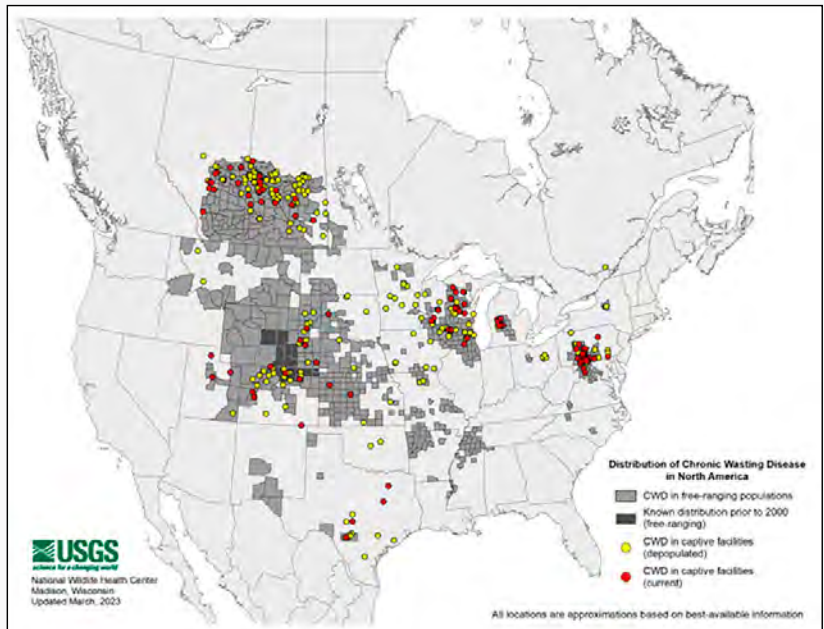 Distribution of Chronic Wasting Disease
in North America
CWD in free-ranging populations
Known distribution prior to 2000
(free-ranging)
CWD in captive facilities
(depopulated)
CWD in captive facilities
(current)
USGS
science for a changing world
National Wildlife Health Center
Madison, Wisconsin
Updated March, 2023
All locations are approximations based on best-available information